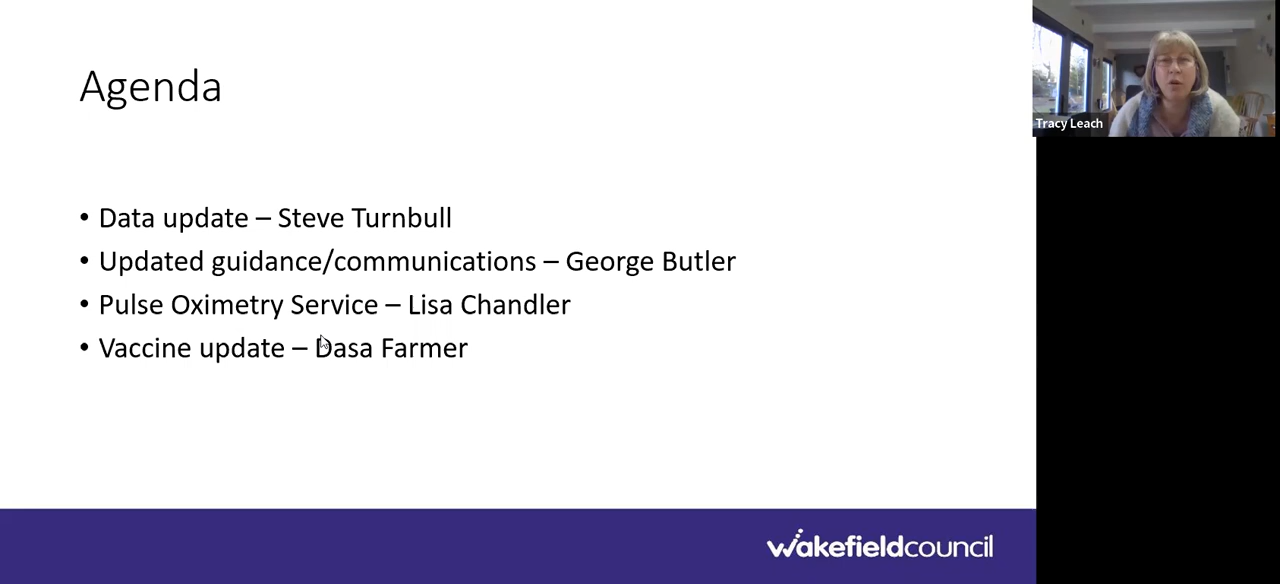 Agenda
Tracy Leach
• Data update – Steve Turnbull
• Updated guidance/communications – George Butler
• Pulse Oximetry Service – Lisa Chandler
• Vaccine update – Dasa Farmer
wakefieldcouncil